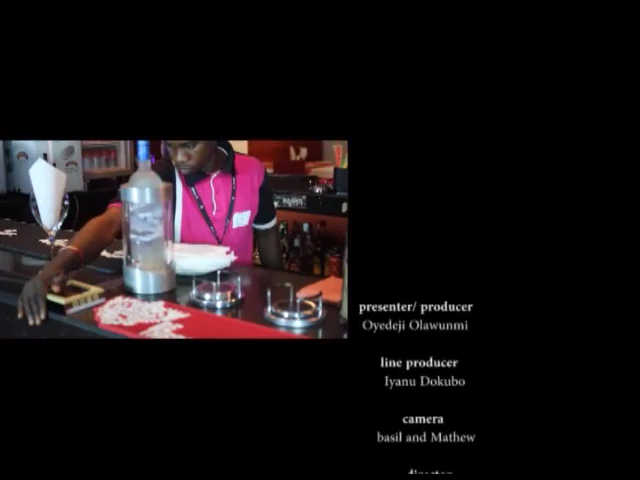 presenter/ producer
Oyedeji Olawunmi
line producer
Iyanu Dokubo
camera
basil and Mathew